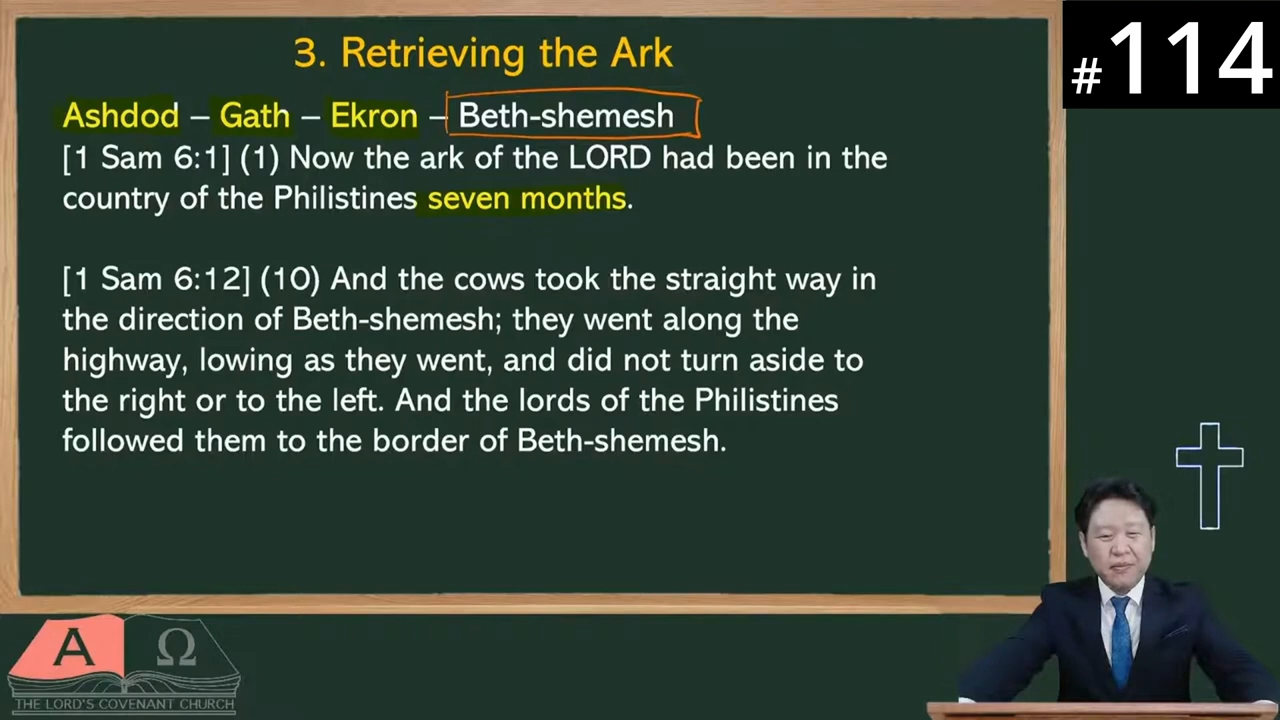 3. Retrieving the Ark
#114
Ashdod – Gath – Ekron – Beth-shemesh
[1 Sam 6:1] (1) Now the ark of the LORD had been in the
country of the Philistines seven months.
[1 Sam 6:12] (10) And the cows took the straight way in
the direction of Beth-shemesh; they went along the
highway, lowing as they went, and did not turn aside to
the right or to the left. And the lords of the Philistines
followed them to the border of Beth-shemesh.
Α Ω
THE LORD'S COVENANT CHURCH